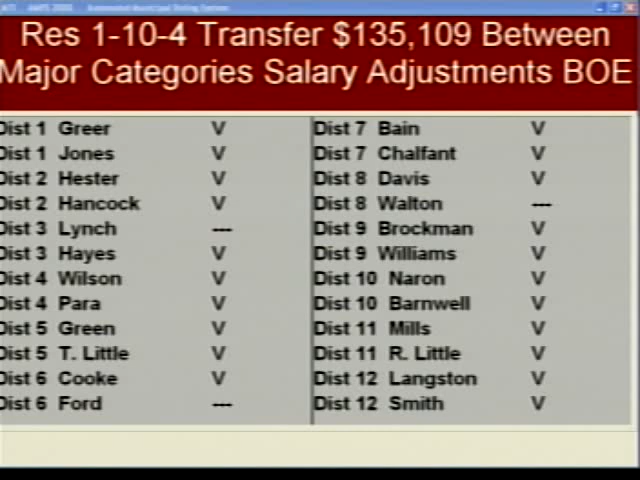 Res 1-10-4 Transfer $135,109 Between
Major Categories Salary Adjustments BOE
Dist 1 Greer V
Dist 1 Jones V
Dist 2 Hester V
Dist 2 Hancock V
Dist 3 Lynch ---
Dist 3 Hayes V
Dist 4 Wilson V
Dist 4 Para V
Dist 5 Green V
Dist 5 T. Little V
Dist 6 Cooke V
Dist 6 Ford ---
Dist 7 Bain V
Dist 7 Chalfant V
Dist 8 Davis V
Dist 8 Walton ---
Dist 9 Brockman V
Dist 9 Williams V
Dist 10 Naron V
Dist 10 Barnwell V
Dist 11 Mills V
Dist 11 R. Little V
Dist 12 Langston V
Dist 12 Smith V